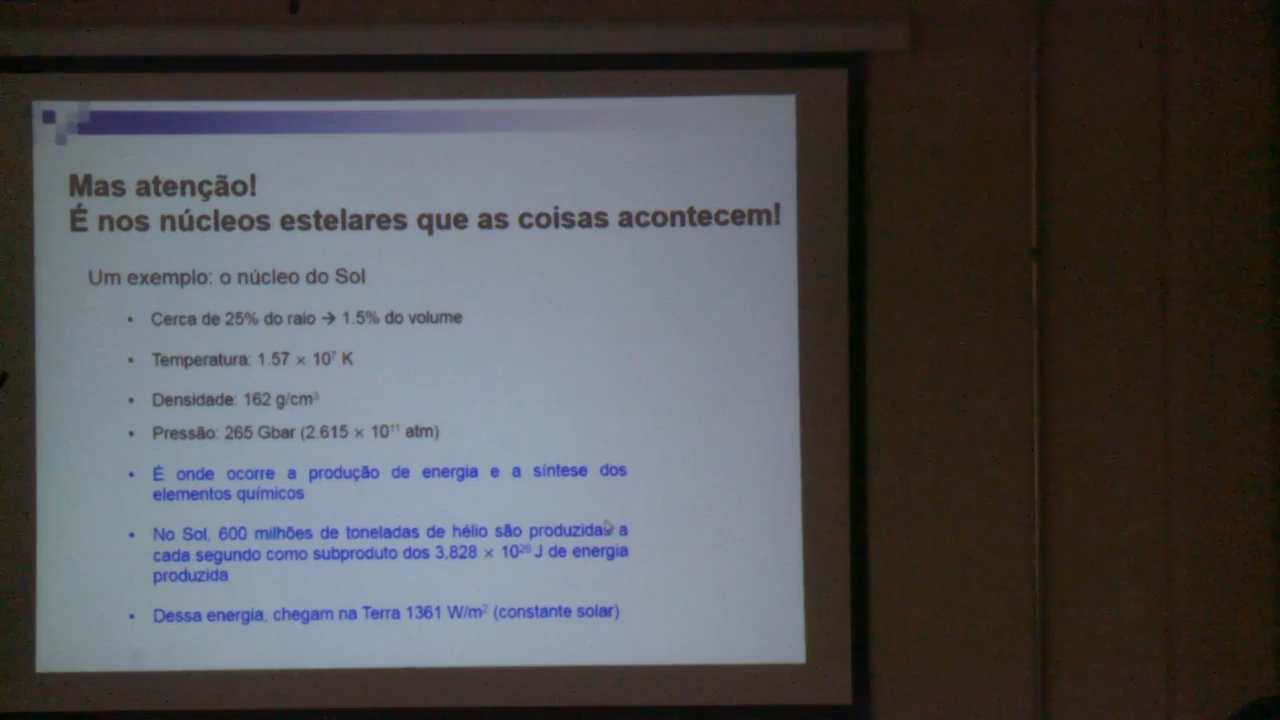 Mas atenção!
É nos núcleos estelares que as coisas acontecem!
Um exemplo: o núcleo do Sol
• Cerca de 25% do raio → 1.5% do volume
• Temperatura: 1.57 × 10⁷ K
• Densidade: 162 g/cm³
• Pressão: 265 Gbar (2.615 × 10¹¹ atm)
• É onde ocorre a produção de energia e a síntese dos
elementos químicos
• No Sol, 600 milhões de toneladas de hélio são produzidas a
cada segundo como subproduto dos 3,828 × 10²⁶ J de energia
produzida
• Dessa energia, chegam na Terra 1361 W/m² (constante solar)